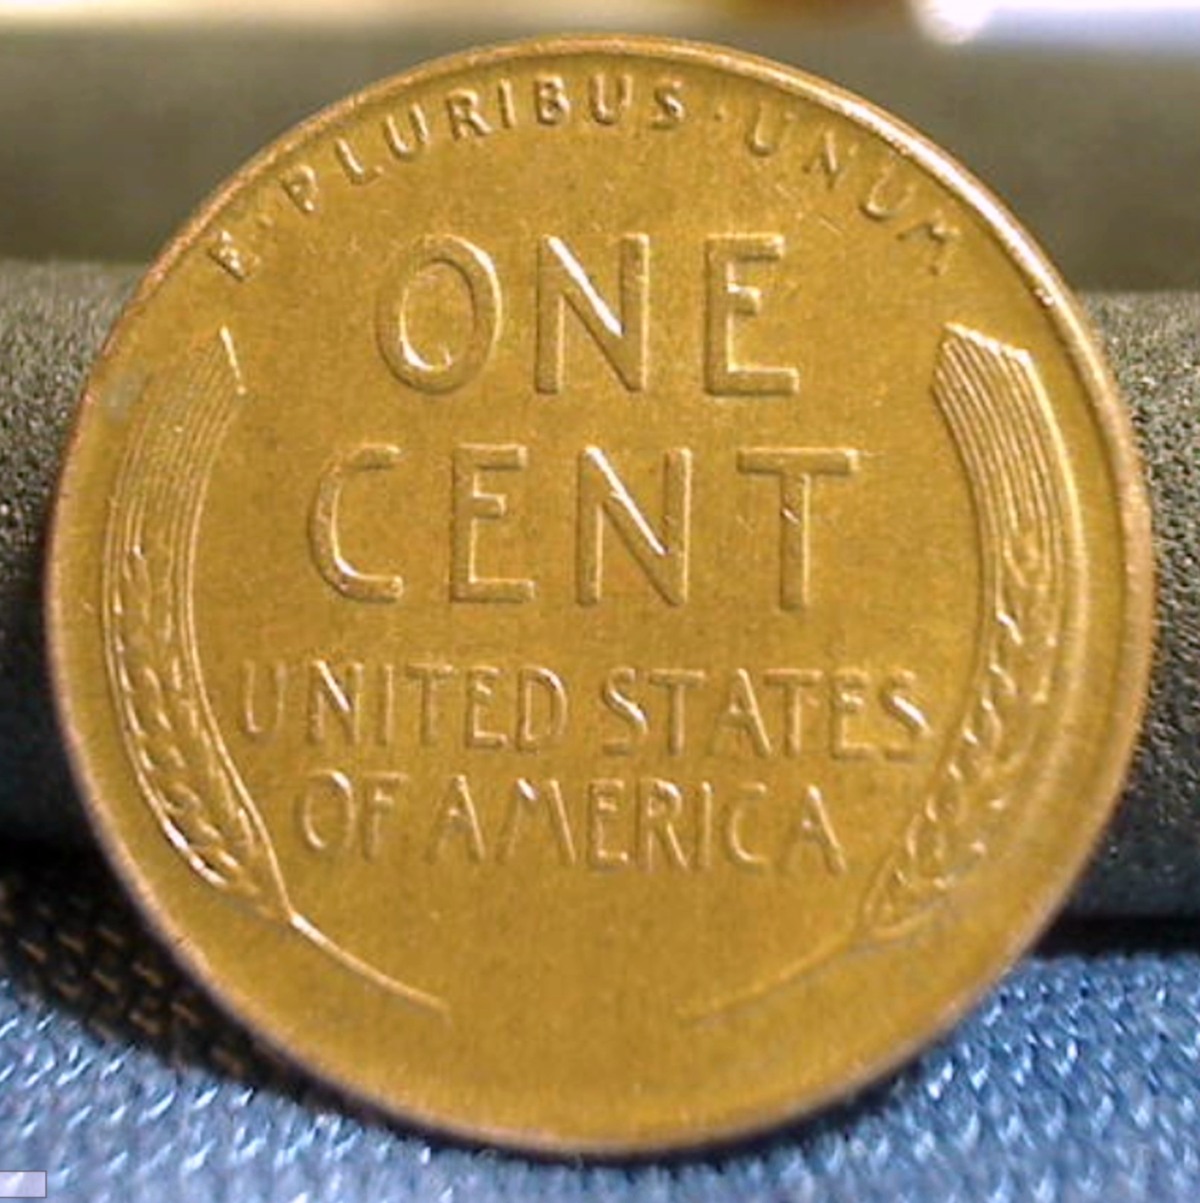 E·PLURIBUS·UNUM
ONE
CENT
UNITED STATES
OF AMERICA